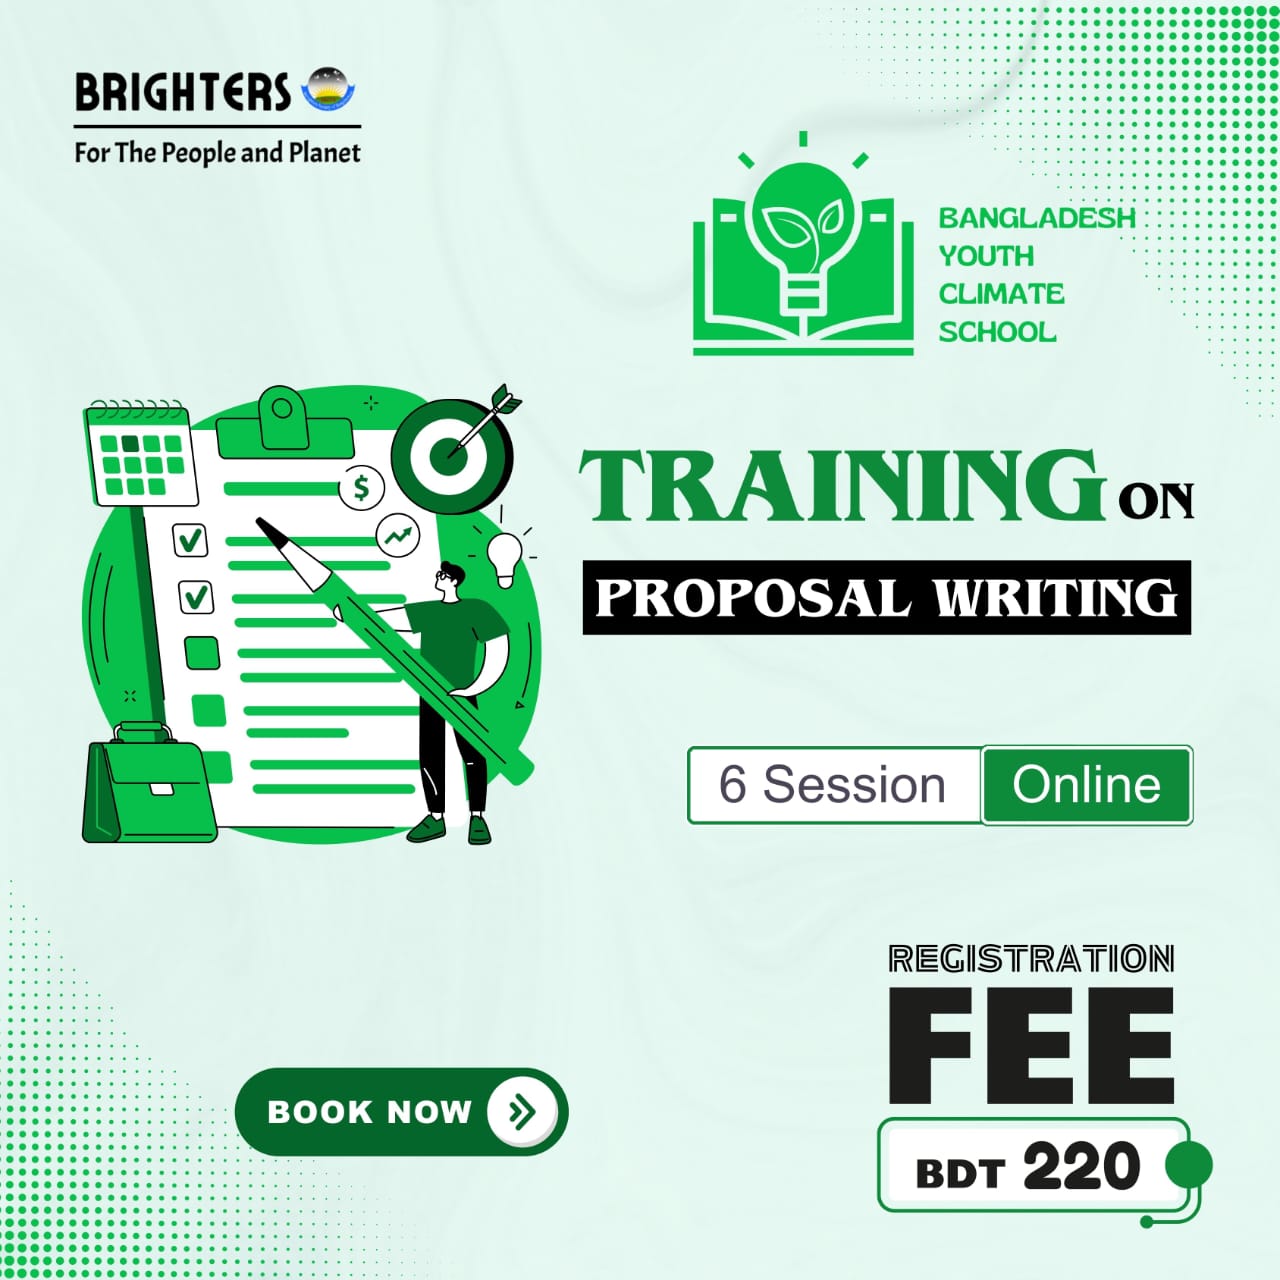 BRIGHTERS
For The People and Planet
BANGLADESH
YOUTH
CLIMATE
SCHOOL
$
TRAINING ON
PROPOSAL WRITING
6 Session Online
REGISTRATION
FEE
BDT 220
BOOK NOW